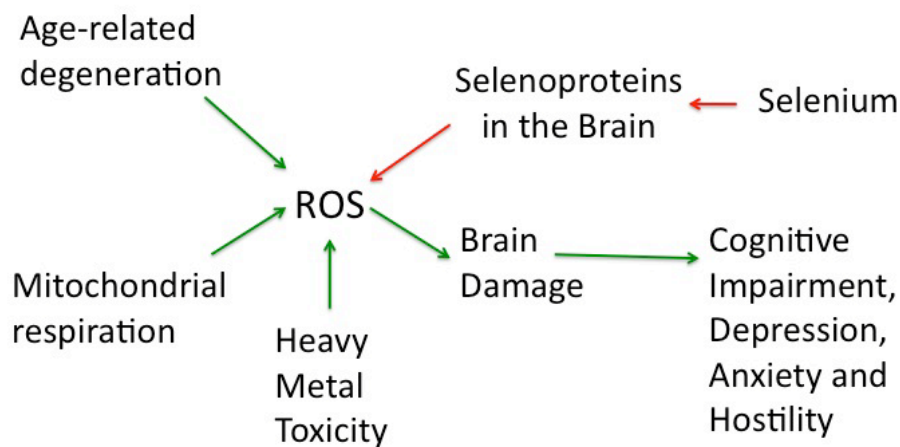 Age-related
degeneration
Selenoproteins
in the Brain
Selenium
ROS
Mitochondrial
respiration
Heavy
Metal
Toxicity
Brain
Damage
Cognitive
Impairment,
Depression,
Anxiety and
Hostility